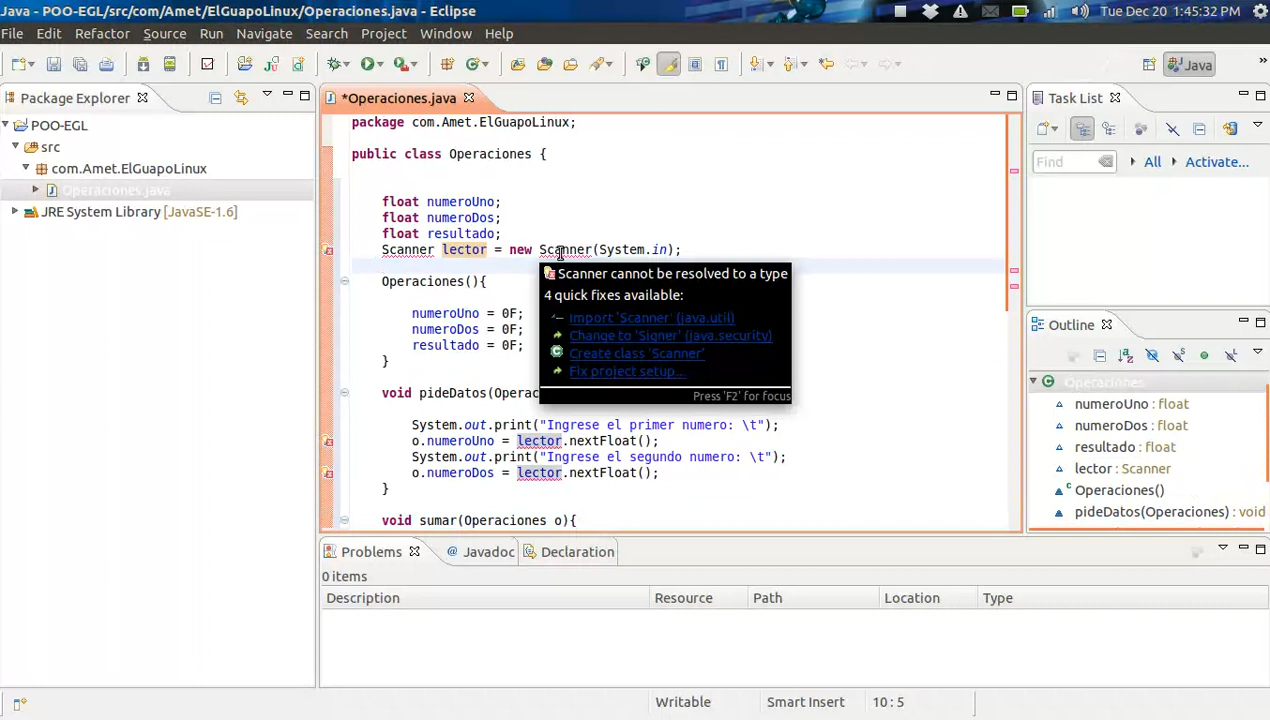 Java - POO-EGL/src/com/Amet/ElGuapoLinux/Operaciones.java - Eclipse
Tue Dec 20 1:45:32 PM
File Edit Refactor Source Run Navigate Search Project Window Help
Java
Package Explorer
POO-EGL
src
com.Amet.ElGuapoLinux
Operaciones.java
JRE System Library [JavaSE-1.6]
*Operaciones.java
package com.Amet.ElGuapoLinux;
public class Operaciones {
float numeroUno;
float numeroDos;
float resultado;
Scanner lector = new Scanner(System.in);
Operaciones(){
numeroUno = 0F;
numeroDos = 0F;
resultado = 0F;
}
void pideDatos(Operac
System.out.print("Ingrese el primer numero: \t");
o.numeroUno = lector.nextFloat();
System.out.print("Ingrese el segundo numero: \t");
o.numeroDos = lector.nextFloat();
}
void sumar(Operaciones o){
Scanner cannot be resolved to a type
4 quick fixes available:
Import 'Scanner' (java.util)
Change to 'Signer' (java.security)
Create class 'Scanner'
Fix project setup...
Press 'F2' for focus
Task List
Find
All
Activate...
Outline
Operaciones
numeroUno : float
numeroDos : float
resultado : float
lector : Scanner
Operaciones()
pideDatos(Operaciones) : void
Problems
@ Javadoc
Declaration
0 items
Description Resource Path Location Type
Writable
Smart Insert
10 : 5